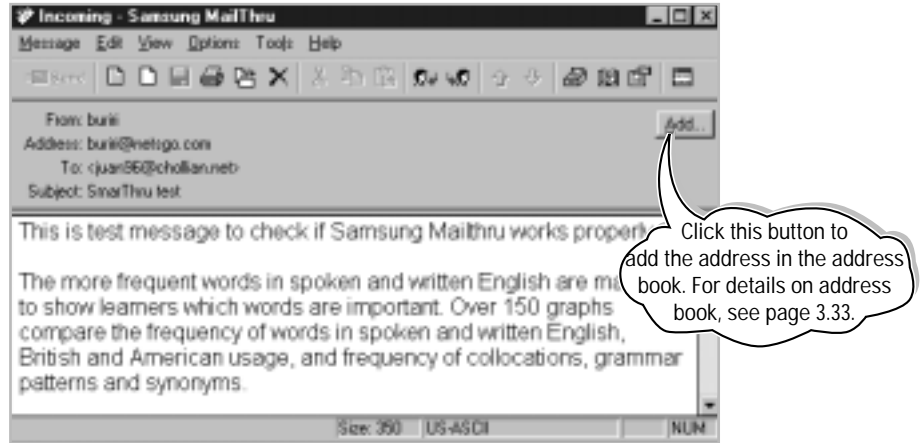 Incoming - Samsung MailThru
Message Edit View Options Tools Help
Send
From: buriii
Add...
Address: buriii@netsgo.com
To: <juan96@chollian.net>
Subject: SmarThru test
This is test message to check if Samsung Mailthru works properly
The more frequent words in spoken and written English are
to show learners which words are important. Over 150 graphs
compare the frequency of words in spoken and written English,
British and American usage, and frequency of collocations, grammar
patterns and synonyms.
Click this button to
add the address in the address
book. For details on address
book, see page 3.33.
Size: 350 US-ASCII NUM